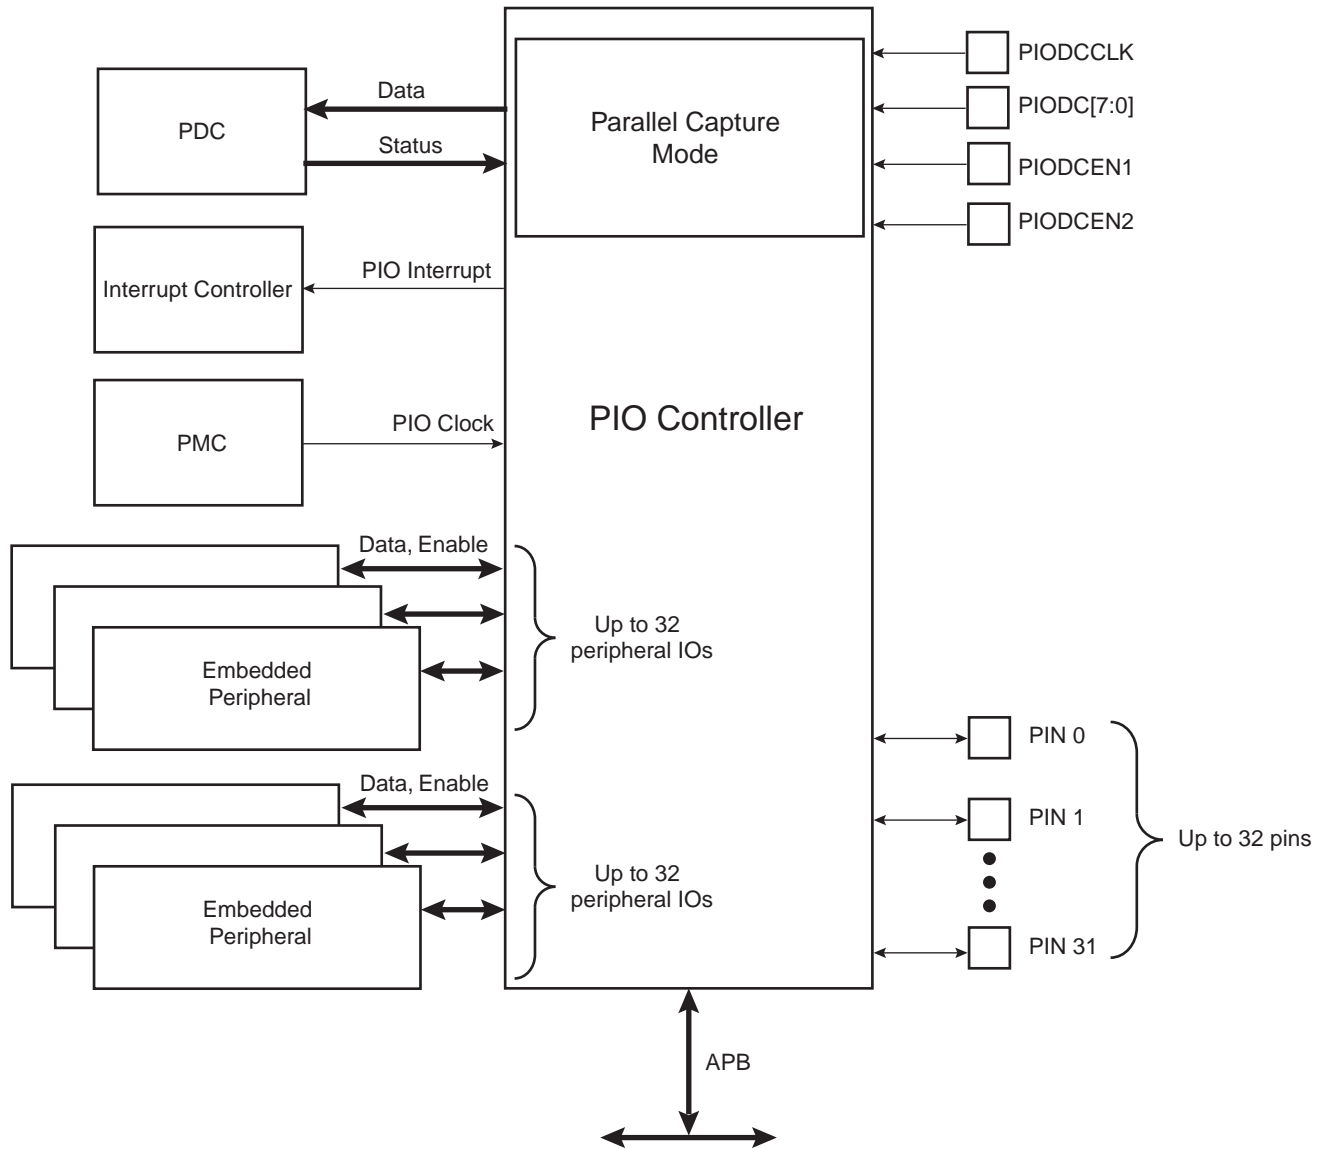 PIODCCLK
Data
PIODC[7:0]
Parallel Capture
Mode
PDC
Status
PIODCEN1
PIODCEN2
PIO Interrupt
Interrupt Controller
PIO Controller
PIO Clock
PMC
Data, Enable
Up to 32
peripheral IOs
Embedded
Peripheral
PIN 0
Data, Enable
PIN 1
Up to 32 pins
Up to 32
peripheral IOs
Embedded
Peripheral
PIN 31
APB